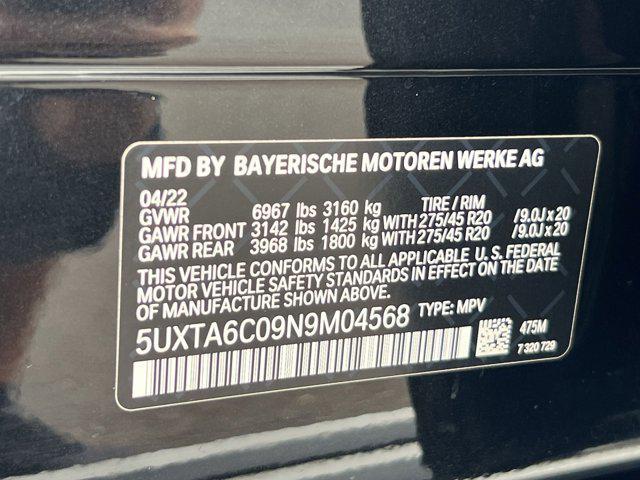 MFD BY BAYERISCHE MOTOREN WERKE AG
04/22 TIRE / RIM
GVWR 6967 lbs 3160 kg
GAWR FRONT 3142 lbs 1425 kg WITH 275/45 R20 /9.0J x 20
GAWR REAR 3968 lbs 1800 kg WITH 275/45 R20 /9.0J x 20
THIS VEHICLE CONFORMS TO ALL APPLICABLE U.S. FEDERAL
MOTOR VEHICLE SAFETY STANDARDS IN EFFECT ON THE DATE
OF MANUFACTURE SHOWN ABOVE.
5UXTA6C09N9M04568 TYPE: MPV
475M
7 320 729